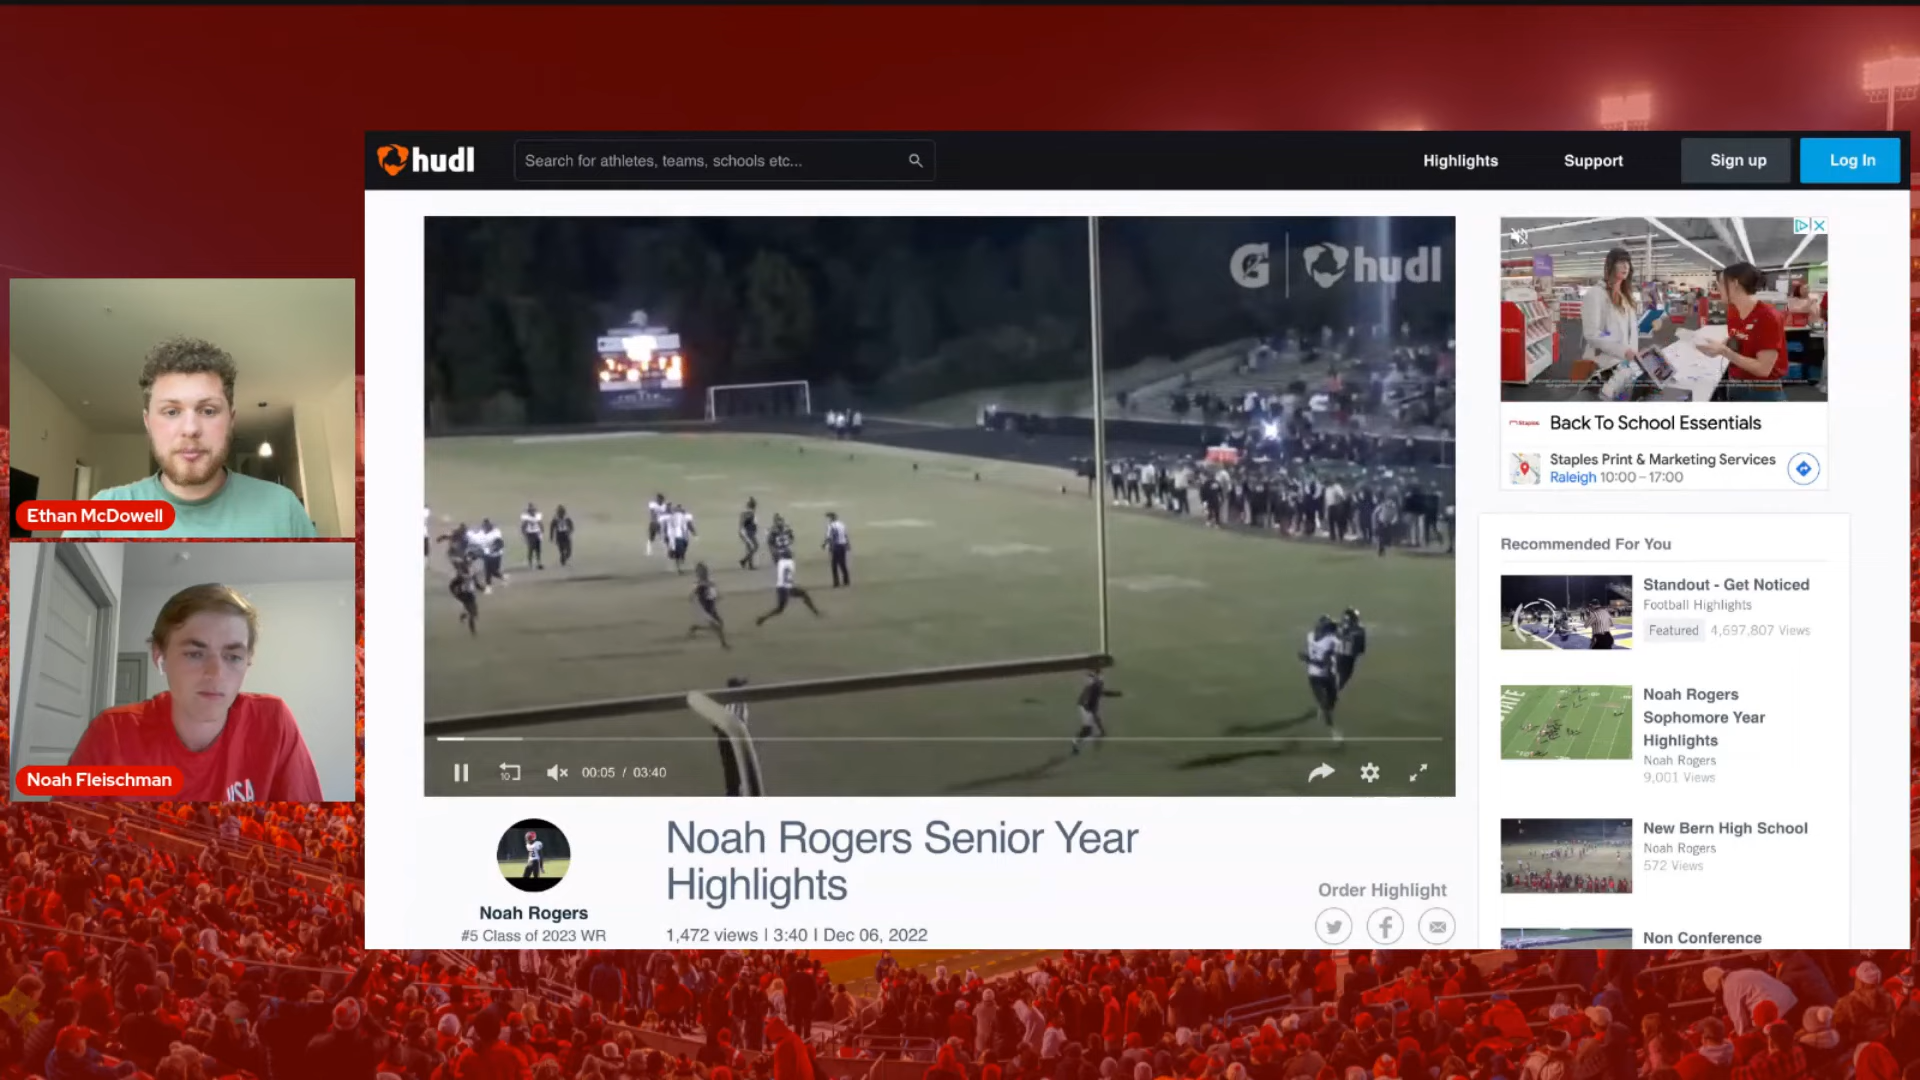 hudl
Search for athletes, teams, schools etc...
Highlights
Support
Sign up
Log In
G hudl
Ethan McDowell
Noah Fleischman
USA
10
00:05 / 03:40
Back To School Essentials
Staples
Staples Print & Marketing Services
Raleigh 10:00 – 17:00
Recommended For You
Standout - Get Noticed
Football Highlights
Featured 4,697,807 Views
Noah Rogers
Sophomore Year
Highlights
Noah Rogers
9,001 Views
New Bern High School
Noah Rogers
572 Views
Non Conference
Noah Rogers Senior Year
Highlights
Noah Rogers
#5 Class of 2023 WR
1,472 views | 3:40 | Dec 06, 2022
Order Highlight